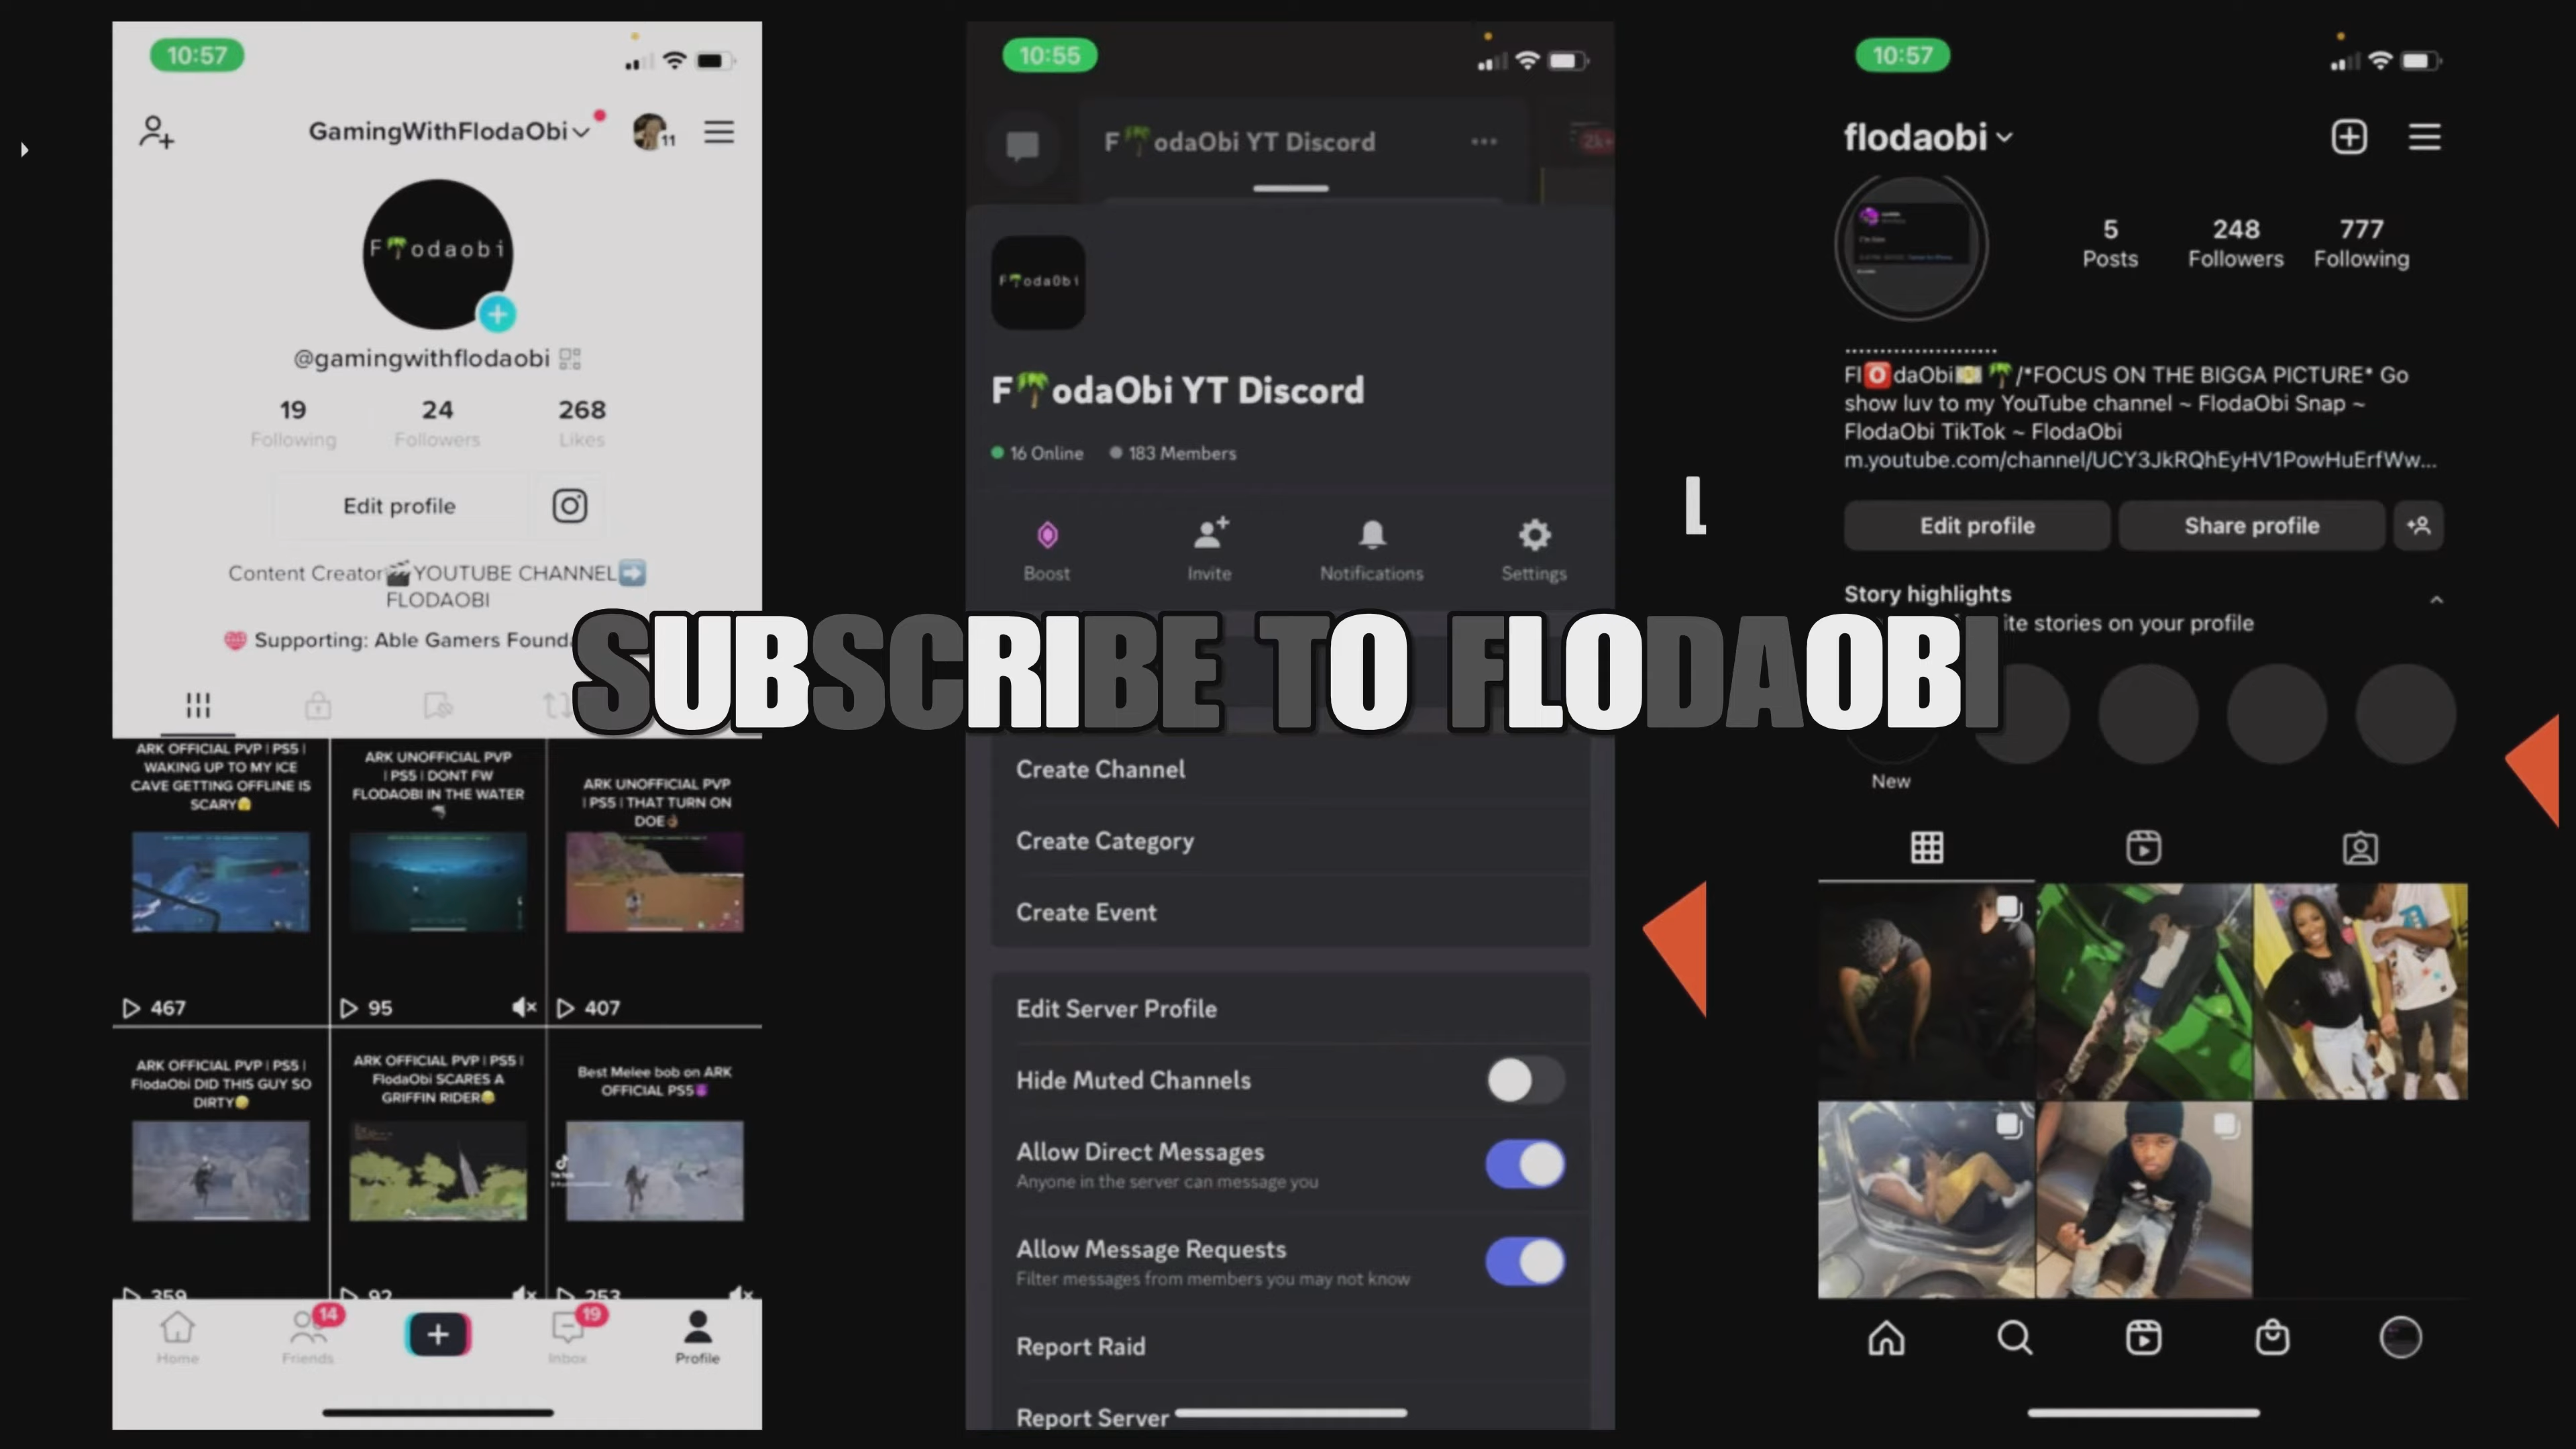 10:57
GamingWithFlodaObi
11
F🌴odaobi
@gamingwithflodaobi
19
Following
24
Followers
268
Likes
Edit profile
Content Creator🎬YOUTUBE CHANNEL➡️
FLODAOBI
Supporting: Able Gamers Found
ARK OFFICIAL PVP | PS5 |
WAKING UP TO MY ICE
CAVE GETTING OFFLINE IS
SCARY
467
ARK UNOFFICIAL PVP
| PS5 | DONT FW
FLODAOBI IN THE WATER
95
ARK UNOFFICIAL PVP
| PS5 | THAT TURN ON
DOE
407
ARK OFFICIAL PVP | PS5 |
FlodaObi DID THIS GUY SO
DIRTY
359
ARK OFFICIAL PVP | PS5 |
FlodaObi SCARES A
GRIFFIN RIDER
92
Best Melee bob on ARK
OFFICIAL PS5
253
Home
14
Friends
19
Inbox
Profile
10:55
F🌴odaObi YT Discord
2k+
F🌴odaObi
F🌴odaObi YT Discord
16 Online
183 Members
Boost
Invite
Notifications
Settings
SUBSCRIBE TO FLODAOBI
Create Channel
Create Category
Create Event
Edit Server Profile
Hide Muted Channels
Allow Direct Messages
Anyone in the server can message you
Allow Message Requests
Filter messages from members you may not know
Report Raid
Report Server
L
10:57
flodaobi
5
Posts
248
Followers
777
Following
Fl🅾️daObi💴🌴/*FOCUS ON THE BIGGA PICTURE* Go
show luv to my YouTube channel ~ FlodaObi Snap ~
FlodaObi TikTok ~ FlodaObi
m.youtube.com/channel/UCY3JkRQhEyHV1PowHuErfWw...
Edit profile
Share profile
Story highlights
ite stories on your profile
New